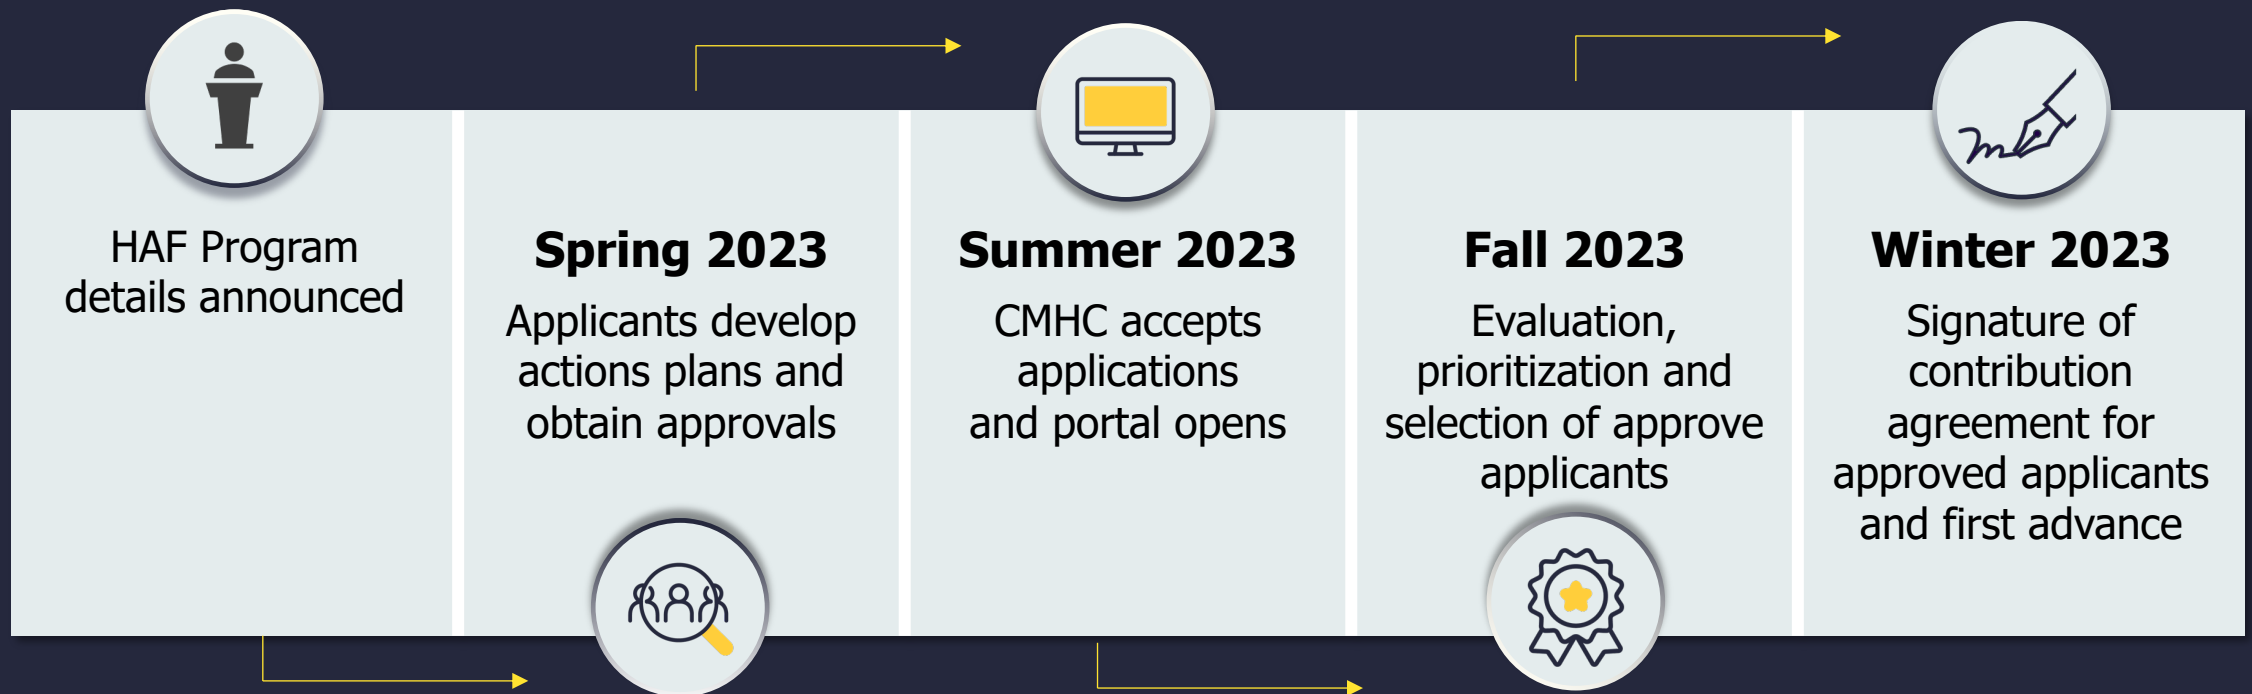 HAF Program
details announced
Spring 2023
Applicants develop
actions plans and
obtain approvals
Summer 2023
CMHC accepts
applications
and portal opens
Fall 2023
Evaluation,
prioritization and
selection of approve
applicants
Winter 2023
Signature of
contribution
agreement for
approved applicants
and first advance